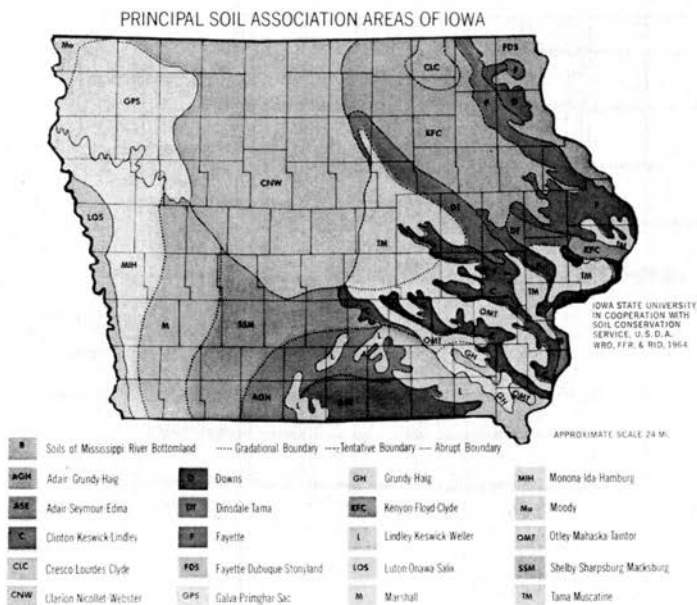 PRINCIPAL SOIL ASSOCIATION AREAS OF IOWA
Mo
FDS
CLC
F
GPS
F
D
KFC
CNW
F
LOS
DT
DT
TM
TM
KFC
MIH
TM
F
C
TM
M
SSM
OMT
OMT
GH
L
L
AGH
L
L
GH
OMT
ASE
IOWA STATE UNIVERSITY
IN COOPERATION WITH
SOIL CONSERVATION
SERVICE, U.S.D.A.
WRO, FFR, & RID, 1964
APPROXIMATE SCALE 24 MI.
B Soils of Mississippi River Bottomland Gradational Boundary Tentative Boundary Abrupt Boundary
AGH Adair Grundy Haig D Downs GH Grundy Haig MIH Monona Ida Hamburg
ASE Adair Seymour Edina DT Dinsdale Tama KFC Kenyon Floyd Clyde Mo Moody
C Clinton Keswick Lindley F Fayette L Lindley Keswick Weller OMT Otley Mahaska Taintor
CLC Cresco Lourdes Clyde FDS Fayette Dubuque Stonyland LOS Luton Onawa Salix SSM Shelby Sharpsburg Macksburg
CNW Clarion Nicollet Webster GPS Galva Primghar Sac M Marshall TM Tama Muscatine